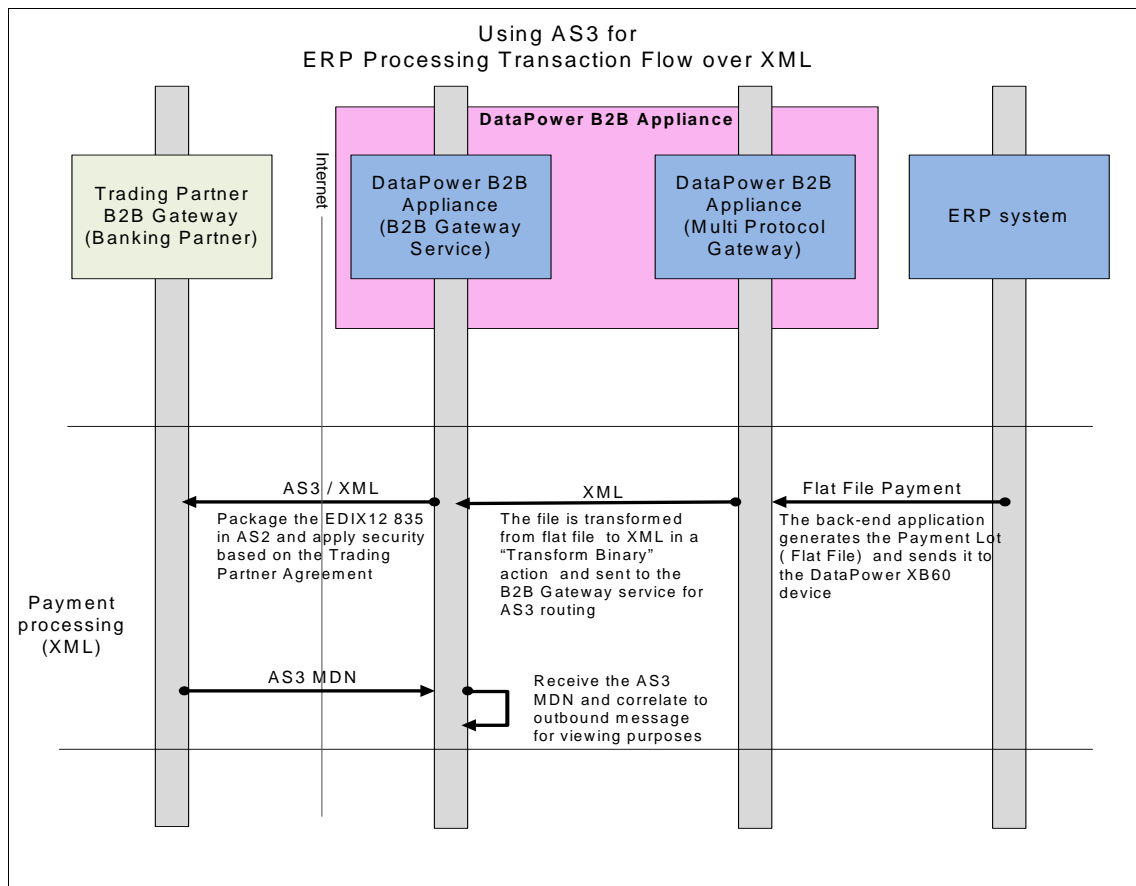 Using AS3 for
ERP Processing Transaction Flow over XML
DataPower B2B Appliance
Internet
Trading Partner
B2B Gateway
(Banking Partner)
DataPower B2B
Appliance
(B2B Gateway
Service)
DataPower B2B
Appliance
(Multi Protocol
Gateway)
ERP system
AS3 / XML
Package the EDIX12 835
in AS2 and apply security
based on the Trading
Partner Agreement
XML
The file is transformed
from flat file to XML in a
“Transform Binary”
action and sent to the
B2B Gateway service for
AS3 routing
Flat File Payment
The back-end application
generates the Payment Lot
( Flat File) and sends it to
the DataPower XB60
device
Payment
processing
(XML)
AS3 MDN
Receive the AS3
MDN and correlate to
outbound message
for viewing purposes